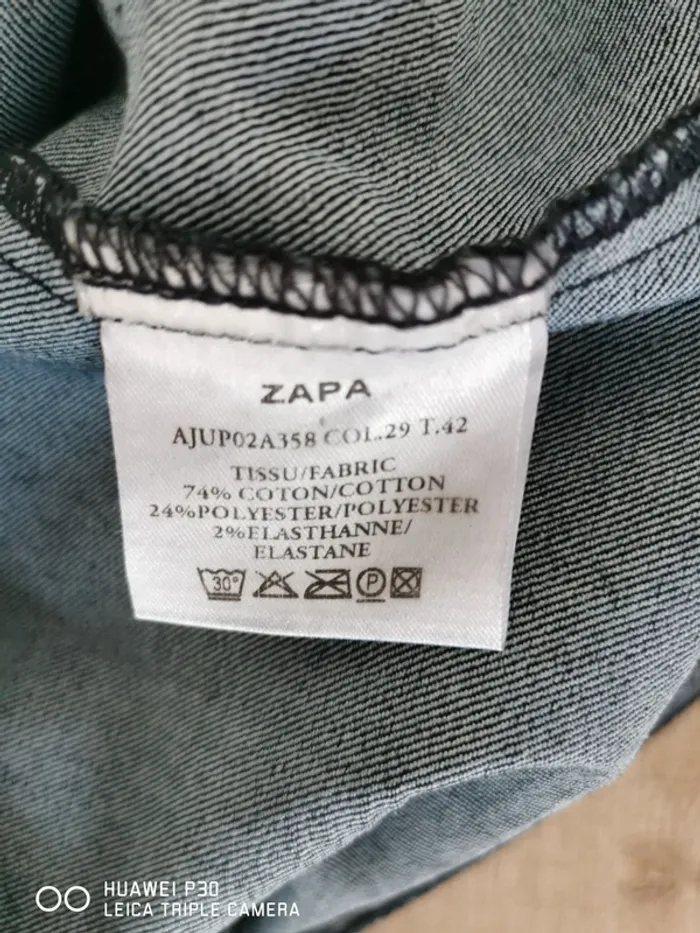 ZAPA
AJUP02A358 COL.29 T.42
TISSU/FABRIC
74% COTON/COTTON
24%POLYESTER/POLYESTER
2%ELASTHANNE/
ELASTANE
30°
P
HUAWEI P30
LEICA TRIPLE CAMERA